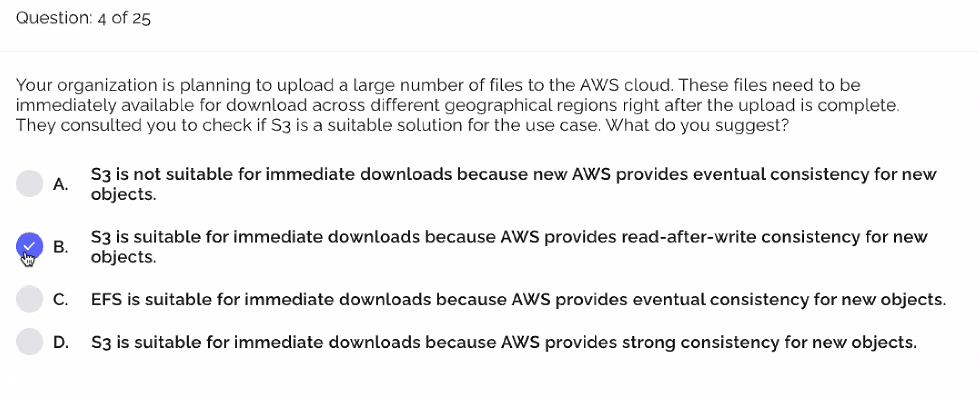 Question: 4 of 25
Your organization is planning to upload a large number of files to the AWS cloud. These files need to be
immediately available for download across different geographical regions right after the upload is complete.
They consulted you to check if S3 is a suitable solution for the use case. What do you suggest?
A. S3 is not suitable for immediate downloads because new AWS provides eventual consistency for new
objects.
B. S3 is suitable for immediate downloads because AWS provides read-after-write consistency for new
objects.
C. EFS is suitable for immediate downloads because AWS provides eventual consistency for new objects.
D. S3 is suitable for immediate downloads because AWS provides strong consistency for new objects.